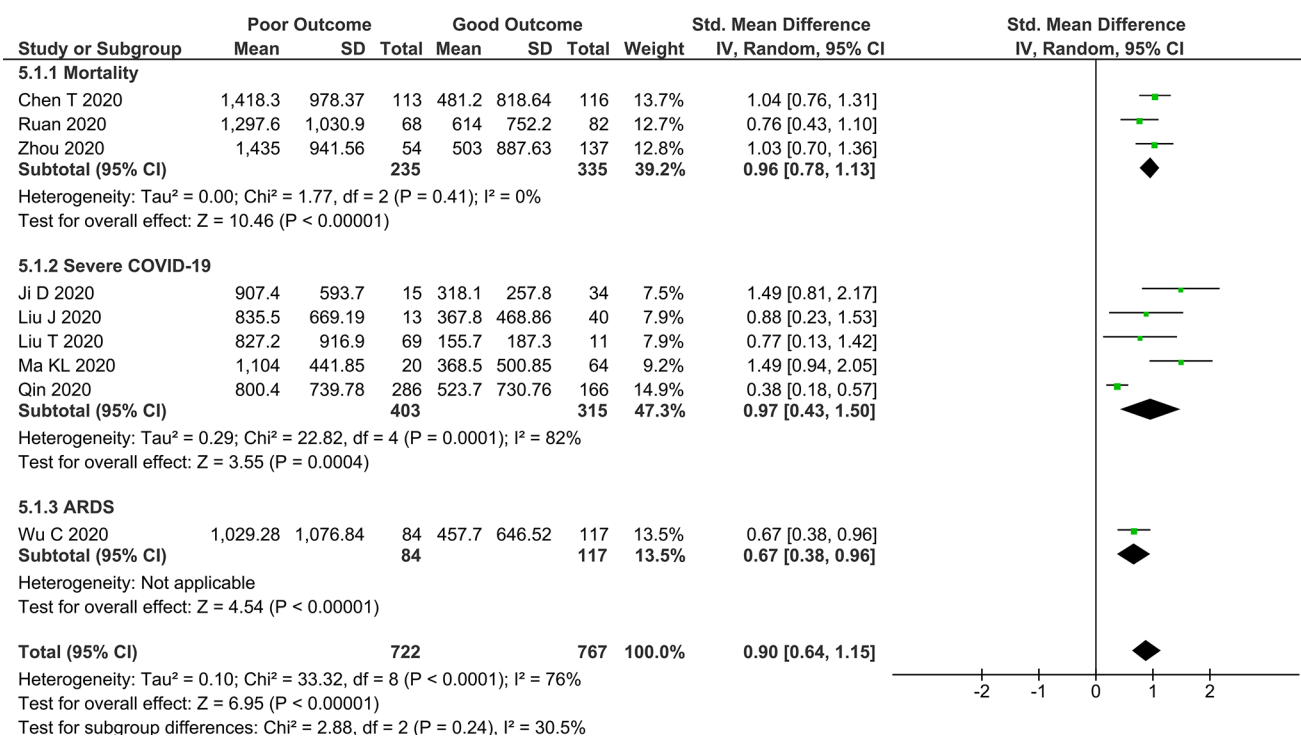 Poor Outcome Good Outcome Std. Mean Difference Std. Mean Difference
Study or Subgroup Mean SD Total Mean SD Total Weight IV, Random, 95% CI IV, Random, 95% CI
5.1.1 Mortality
Chen T 2020 1,418.3 978.37 113 481.2 818.64 116 13.7% 1.04 [0.76, 1.31]
Ruan 2020 1,297.6 1,030.9 68 614 752.2 82 12.7% 0.76 [0.43, 1.10]
Zhou 2020 1,435 941.56 54 503 887.63 137 12.8% 1.03 [0.70, 1.36]
Subtotal (95% CI) 235 335 39.2% 0.96 [0.78, 1.13]
Heterogeneity: Tau² = 0.00; Chi² = 1.77, df = 2 (P = 0.41); I² = 0%
Test for overall effect: Z = 10.46 (P < 0.00001)
5.1.2 Severe COVID-19
Ji D 2020 907.4 593.7 15 318.1 257.8 34 7.5% 1.49 [0.81, 2.17]
Liu J 2020 835.5 669.19 13 367.8 468.86 40 7.9% 0.88 [0.23, 1.53]
Liu T 2020 827.2 916.9 69 155.7 187.3 11 7.9% 0.77 [0.13, 1.42]
Ma KL 2020 1,104 441.85 20 368.5 500.85 64 9.2% 1.49 [0.94, 2.05]
Qin 2020 800.4 739.78 286 523.7 730.76 166 14.9% 0.38 [0.18, 0.57]
Subtotal (95% CI) 403 315 47.3% 0.97 [0.43, 1.50]
Heterogeneity: Tau² = 0.29; Chi² = 22.82, df = 4 (P = 0.0001); I² = 82%
Test for overall effect: Z = 3.55 (P = 0.0004)
5.1.3 ARDS
Wu C 2020 1,029.28 1,076.84 84 457.7 646.52 117 13.5% 0.67 [0.38, 0.96]
Subtotal (95% CI) 84 117 13.5% 0.67 [0.38, 0.96]
Heterogeneity: Not applicable
Test for overall effect: Z = 4.54 (P < 0.00001)
Total (95% CI) 722 767 100.0% 0.90 [0.64, 1.15]
Heterogeneity: Tau² = 0.10; Chi² = 33.32, df = 8 (P < 0.0001); I² = 76%
Test for overall effect: Z = 6.95 (P < 0.00001)
Test for subgroup differences: Chi² = 2.88, df = 2 (P = 0.24), I² = 30.5%
-2 -1 0 1 2